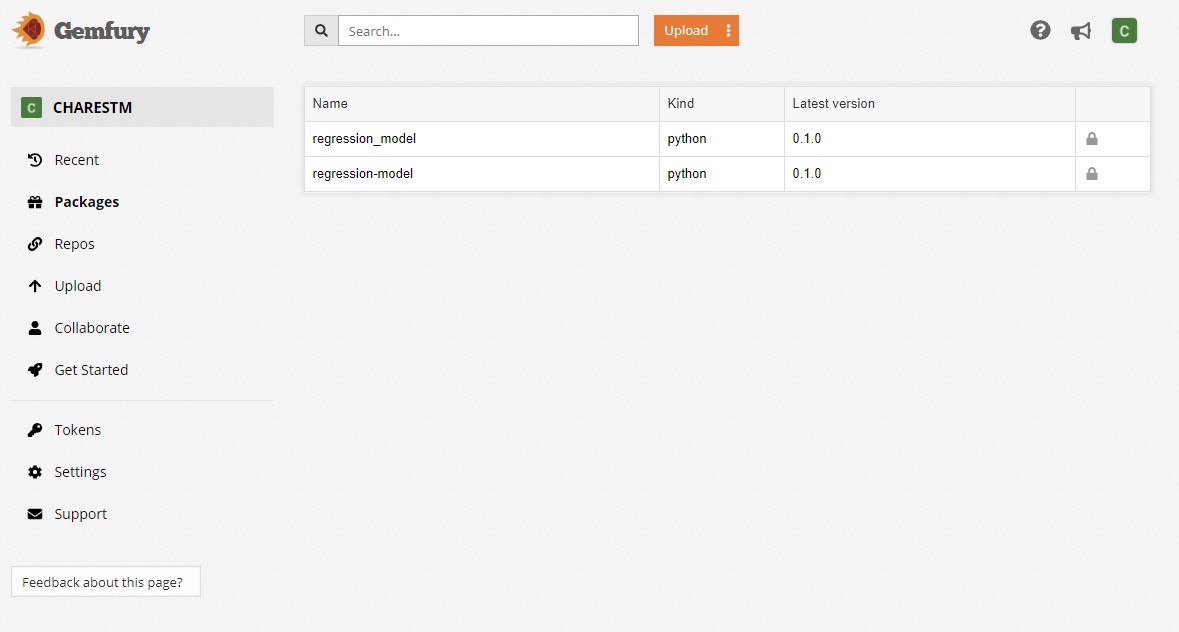 Gemfury
Search...
Upload
C
C CHARESTM
Recent
Packages
Repos
Upload
Collaborate
Get Started
Tokens
Settings
Support
Feedback about this page?
Name Kind Latest version
regression_model python 0.1.0
regression-model python 0.1.0